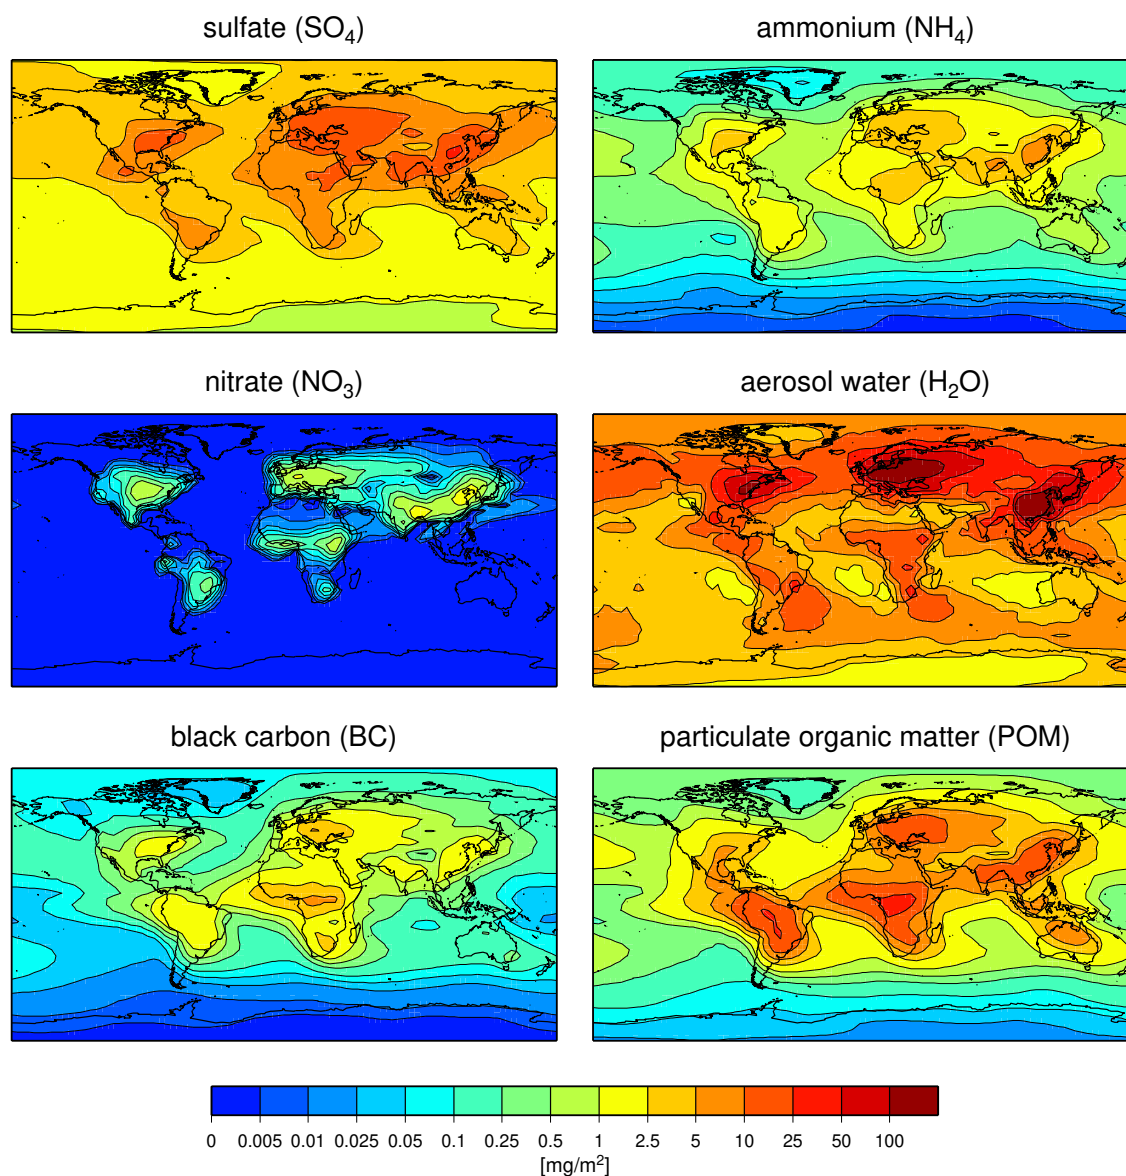 sulfate (SO₄) ammonium (NH₄)
nitrate (NO₃) aerosol water (H₂O)
black carbon (BC) particulate organic matter (POM)
0 0.005 0.01 0.025 0.05 0.1 0.25 0.5 1 2.5 5 10 25 50 100
[mg/m²]